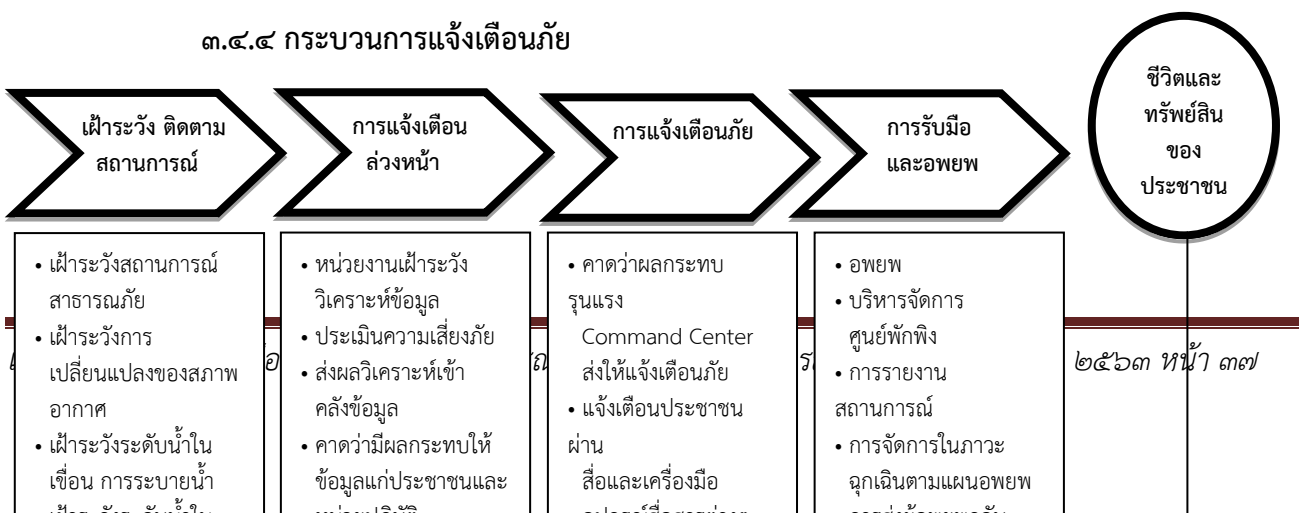 ๓.๔.๔ กระบวนการแจ้งเตือนภัย
เฝ้าระวัง ติดตาม
สถานการณ์
การแจ้งเตือน
ล่วงหน้า
การแจ้งเตือนภัย
การรับมือ
และอพยพ
ชีวิตและ
ทรัพย์สิน
ของ
ประชาชน
• เฝ้าระวังสถานการณ์
สาธารณภัย
• เฝ้าระวังการ
เปลี่ยนแปลงของสภาพ
อากาศ
• เฝ้าระวังระดับน้ำใน
เขื่อน การระบายน้ำ
• หน่วยงานเฝ้าระวัง
วิเคราะห์ข้อมูล
• ประเมินความเสี่ยงภัย
• ส่งผลวิเคราะห์เข้า
คลังข้อมูล
• คาดว่ามีผลกระทบให้
ข้อมูลแก่ประชาชนและ
• คาดว่าผลกระทบ
รุนแรง
Command Center
ส่งให้แจ้งเตือนภัย
• แจ้งเตือนประชาชน
ผ่าน
สื่อและเครื่องมือ
• อพยพ
• บริหารจัดการ
ศูนย์พักพิง
• การรายงาน
สถานการณ์
• การจัดการในภาวะ
ฉุกเฉินตามแผนอพยพ
๒๕๖๓ หน้า ๓๗